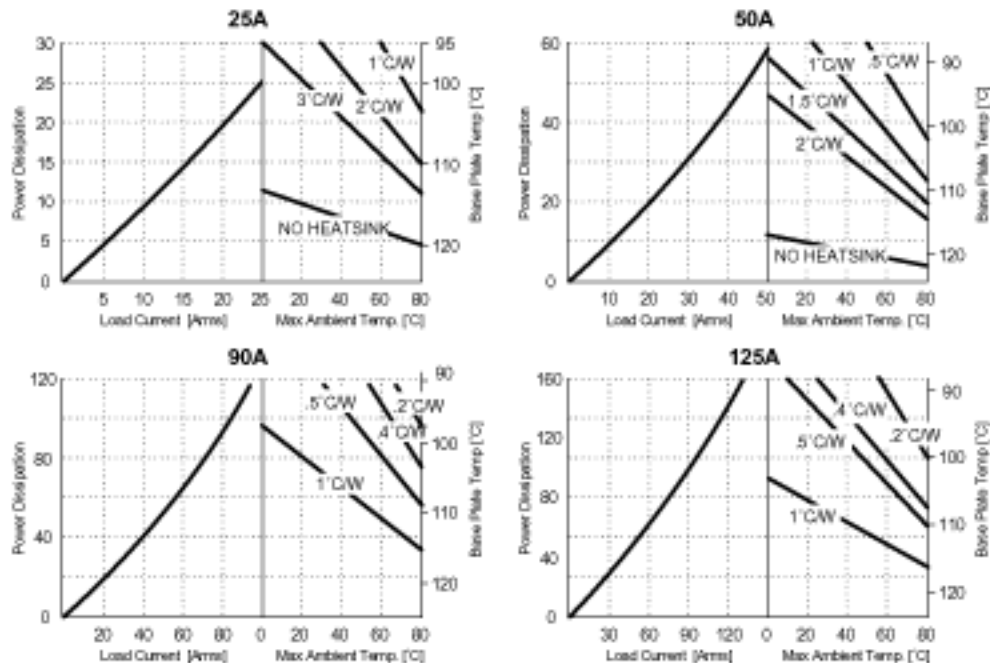 25A
30
25
20
15
10
5
0
Power Dissipation
3°C/W
2°C/W
1°C/W
NO HEATSINK
95
100
110
120
Base Plate Temp [°C]
5 10 15 20 25 20 40 60 80
Load Current [Arms] Max Ambient Temp. [°C]
50A
60
40
20
0
Power Dissipation
1°C/W
.5°C/W
1.5°C/W
2°C/W
NO HEATSINK
90
100
110
120
Base Plate Temp [°C]
10 20 30 40 50 20 40 60 80
Load Current [Arms] Max Ambient Temp. [°C]
90A
120
80
40
0
Power Dissipation
.5°C/W
.2°C/W
.4°C/W
1°C/W
90
100
110
120
Base Plate Temp [°C]
20 40 60 80 0 20 40 60 80
Load Current [Arms] Max Ambient Temp. [°C]
125A
160
120
80
40
0
Power Dissipation
.4°C/W
.2°C/W
.5°C/W
1°C/W
90
100
110
120
Base Plate Temp [°C]
30 60 90 120 0 20 40 60 80
Load Current [Arms] Max Ambient Temp. [°C]